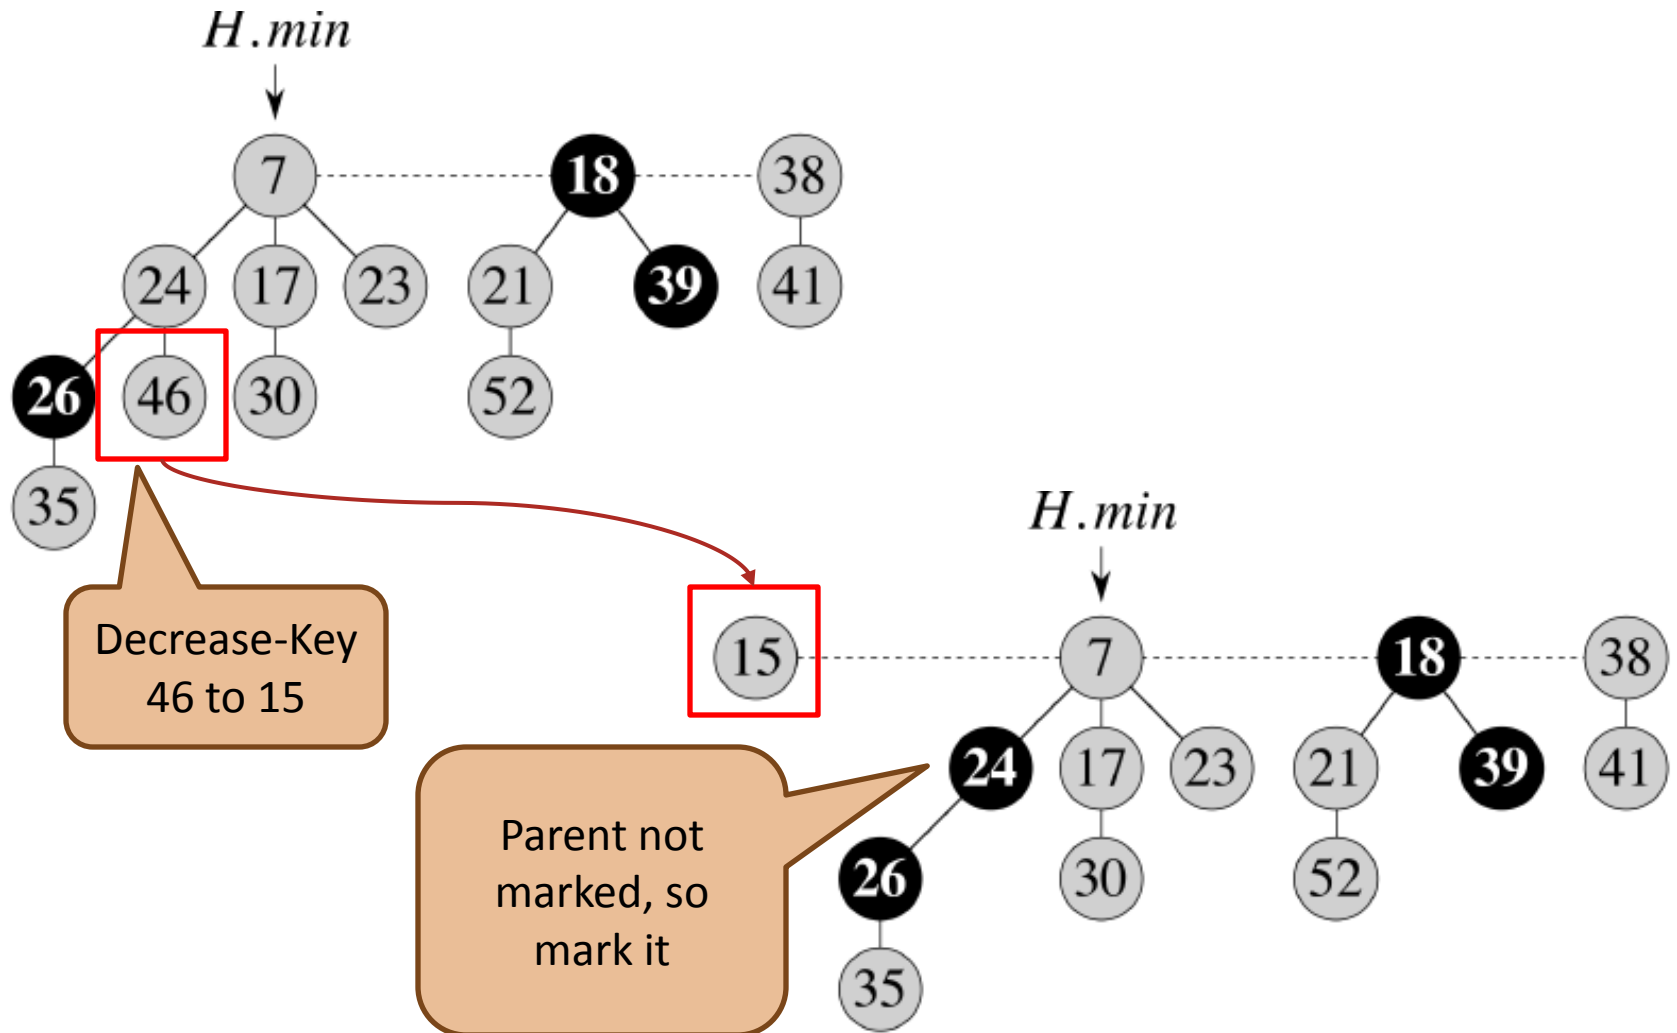 H.min
7 18 38
24 17 23 21 39 41
26 46 30 52
35
Decrease-Key
46 to 15
H.min
15 7 18 38
24 17 23 21 39 41
26 30 52
35
Parent not
marked, so
mark it